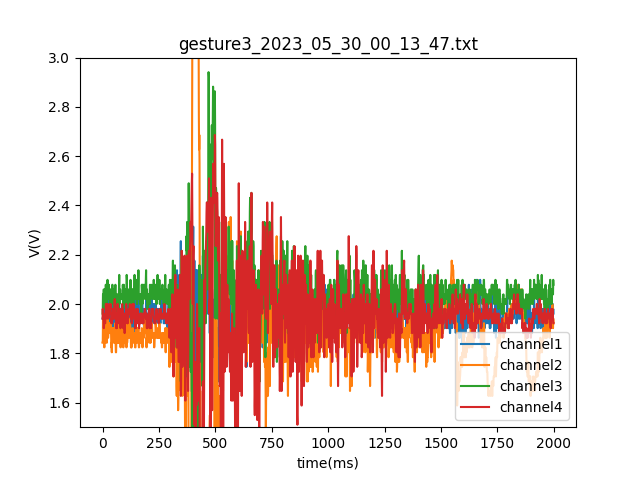 gesture3_2023_05_30_00_13_47.txt
3.0
2.8
2.6
2.4
2.2
2.0
1.8
1.6
V(V)
channel1
channel2
channel3
channel4
0 250 500 750 1000 1250 1500 1750 2000
time(ms)